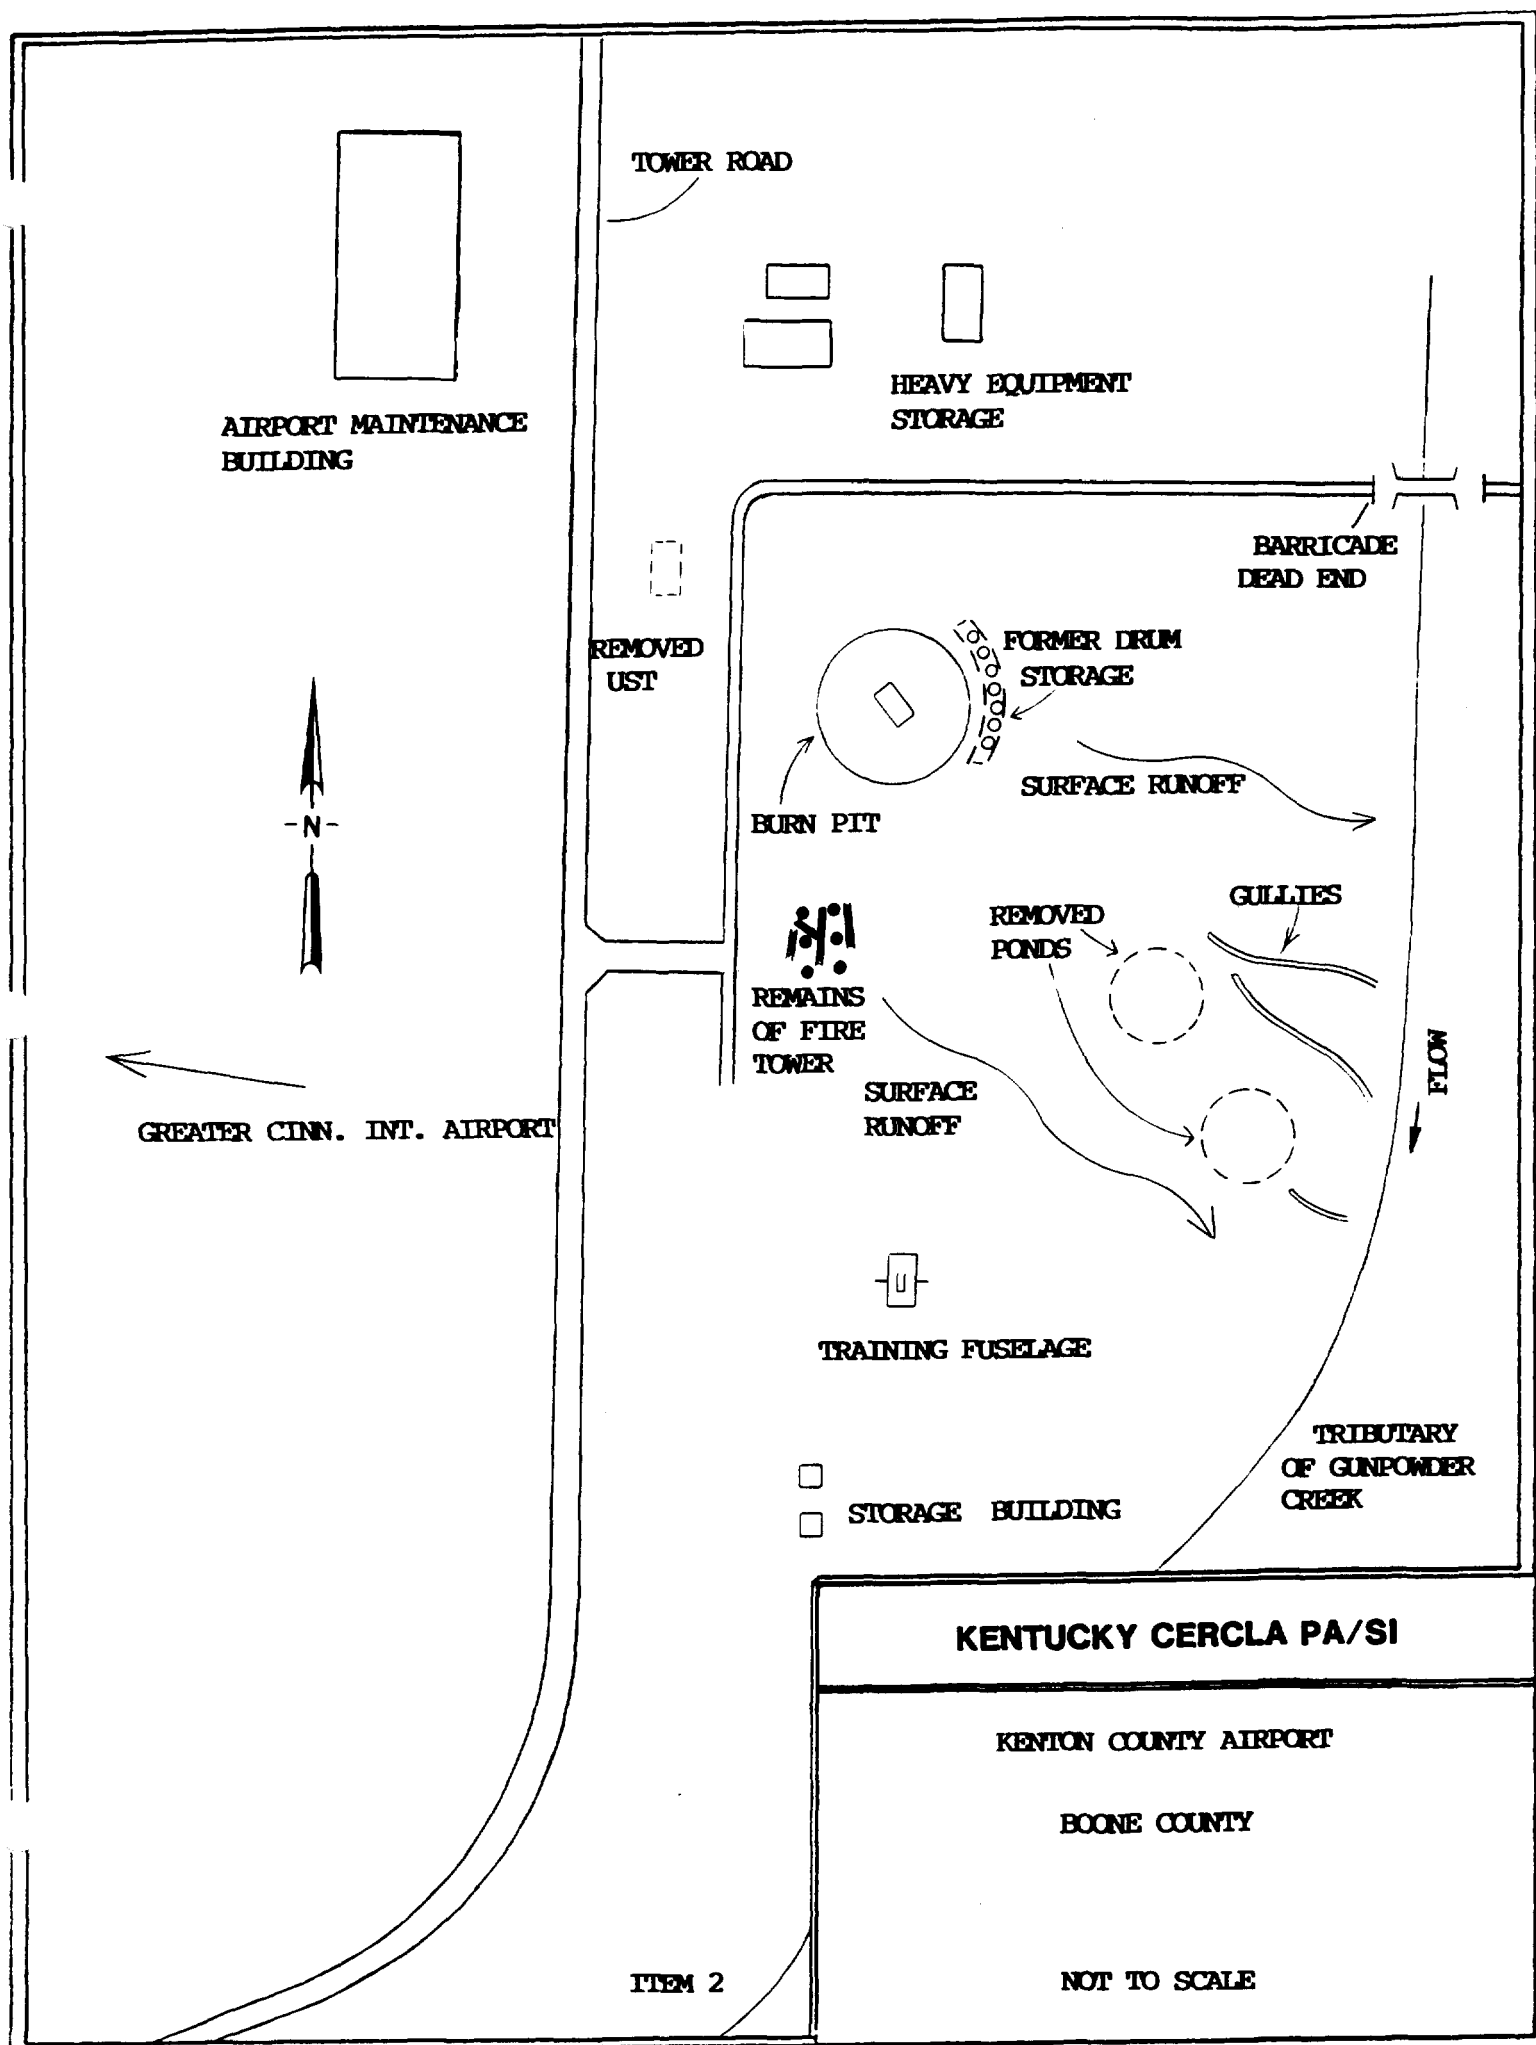 TOWER ROAD
HEAVY EQUIPMENT
STORAGE
AIRPORT MAINTENANCE
BUILDING
BARRICADE
DEAD END
REMOVED
UST
FORMER DRUM
STORAGE
SURFACE RUNOFF
BURN PIT
-N-
GULLIES
REMOVED
PONDS
REMAINS
OF FIRE
TOWER
FLOW
SURFACE
RUNOFF
GREATER CINN. INT. AIRPORT
TRAINING FUSELAGE
TRIBUTARY
OF GUNPOWDER
CREEK
STORAGE BUILDING
KENTUCKY CERCLA PA/SI
KENTON COUNTY AIRPORT
BOONE COUNTY
ITEM 2
NOT TO SCALE